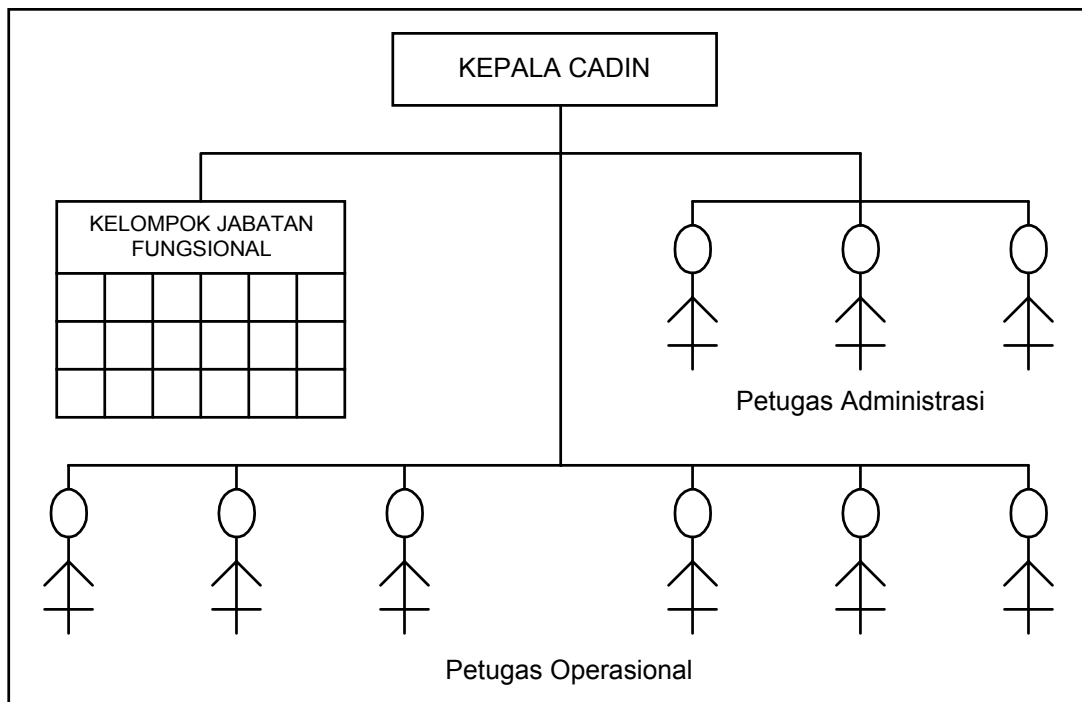 KEPALA CADIN
KELOMPOK JABATAN
FUNGSIONAL
Petugas Administrasi
Petugas Operasional